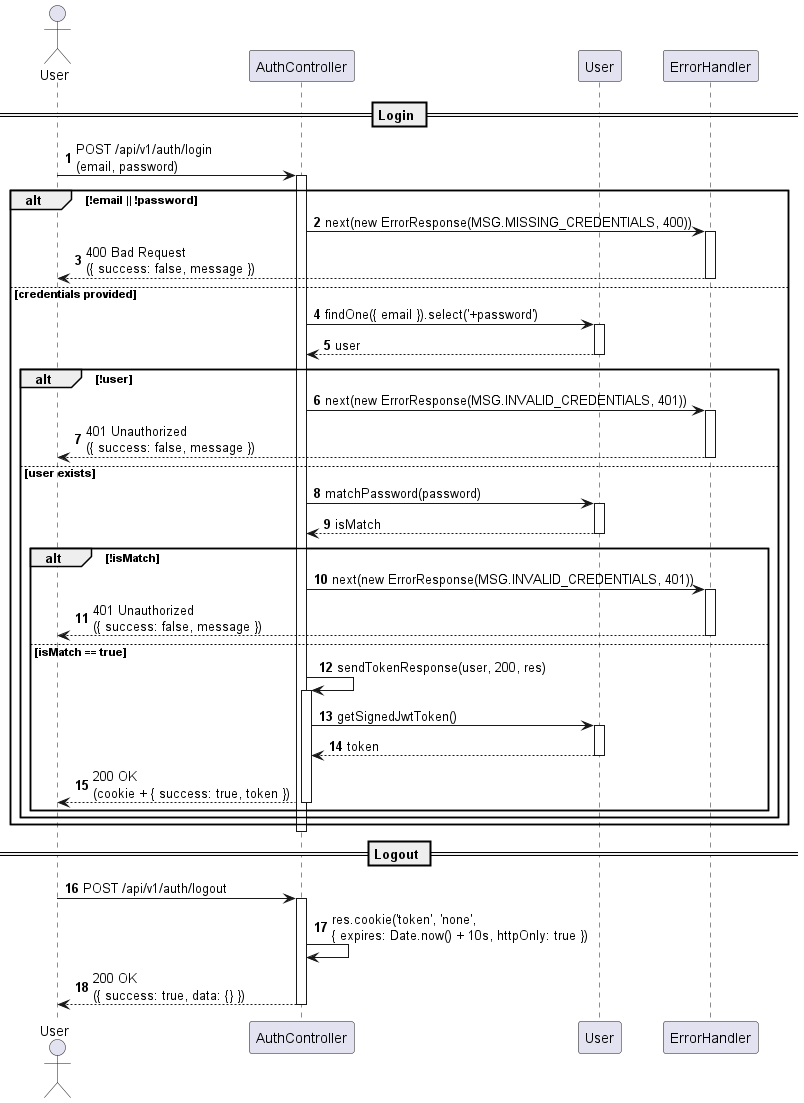 User
AuthController
User
ErrorHandler
Login
1 POST /api/v1/auth/login
(email, password)
alt [!email || !password]
2 next(new ErrorResponse(MSG.MISSING_CREDENTIALS, 400))
3 400 Bad Request
({ success: false, message })
[credentials provided]
4 findOne({ email }).select('+password')
5 user
alt [!user]
6 next(new ErrorResponse(MSG.INVALID_CREDENTIALS, 401))
7 401 Unauthorized
({ success: false, message })
[user exists]
8 matchPassword(password)
9 isMatch
alt [!isMatch]
10 next(new ErrorResponse(MSG.INVALID_CREDENTIALS, 401))
11 401 Unauthorized
({ success: false, message })
[isMatch == true]
12 sendTokenResponse(user, 200, res)
13 getSignedJwtToken()
14 token
15 200 OK
(cookie + { success: true, token })
Logout
16 POST /api/v1/auth/logout
17 res.cookie('token', 'none',
{ expires: Date.now() + 10s, httpOnly: true })
18 200 OK
({ success: true, data: {} })
User
AuthController
User
ErrorHandler